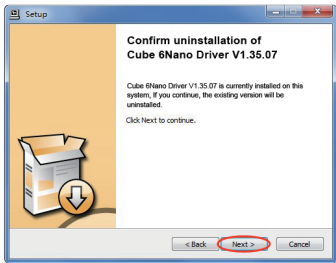 Setup
Confirm uninstallation of
Cube 6Nano Driver V1.35.07
Cube 6Nano Driver V1.35.07 is currently installed on this
system, If you continue, the existing version will be
uninstalled.
Click Next to continue.
< Back
Next >
Cancel